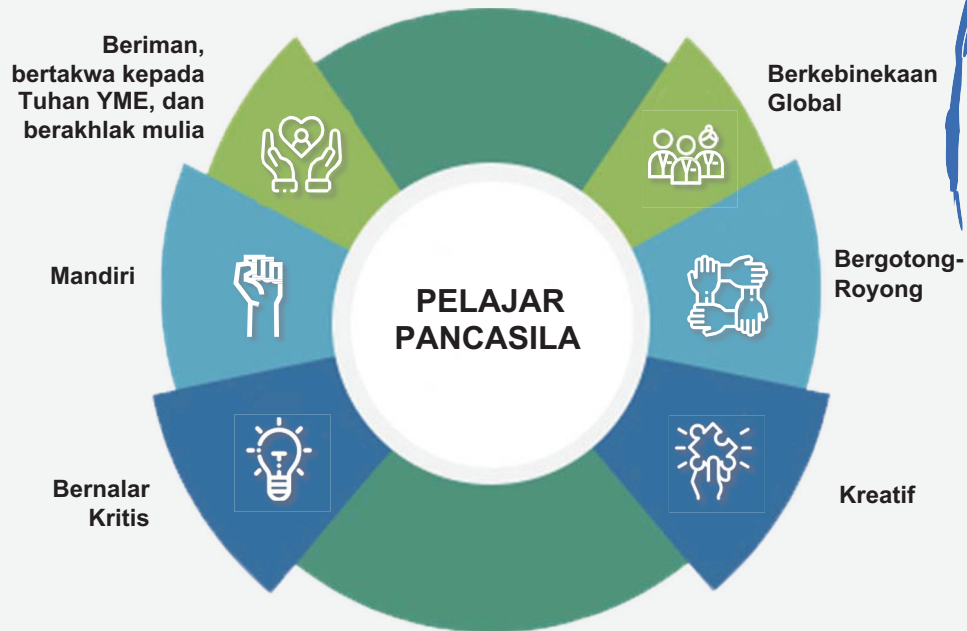 Beriman,
bertakwa kepada
Tuhan YME, dan
berakhlak mulia
Berkebinekaan
Global
Mandiri
PELAJAR
PANCASILA
Bergotong-
Royong
Bernalar
Kritis
Kreatif